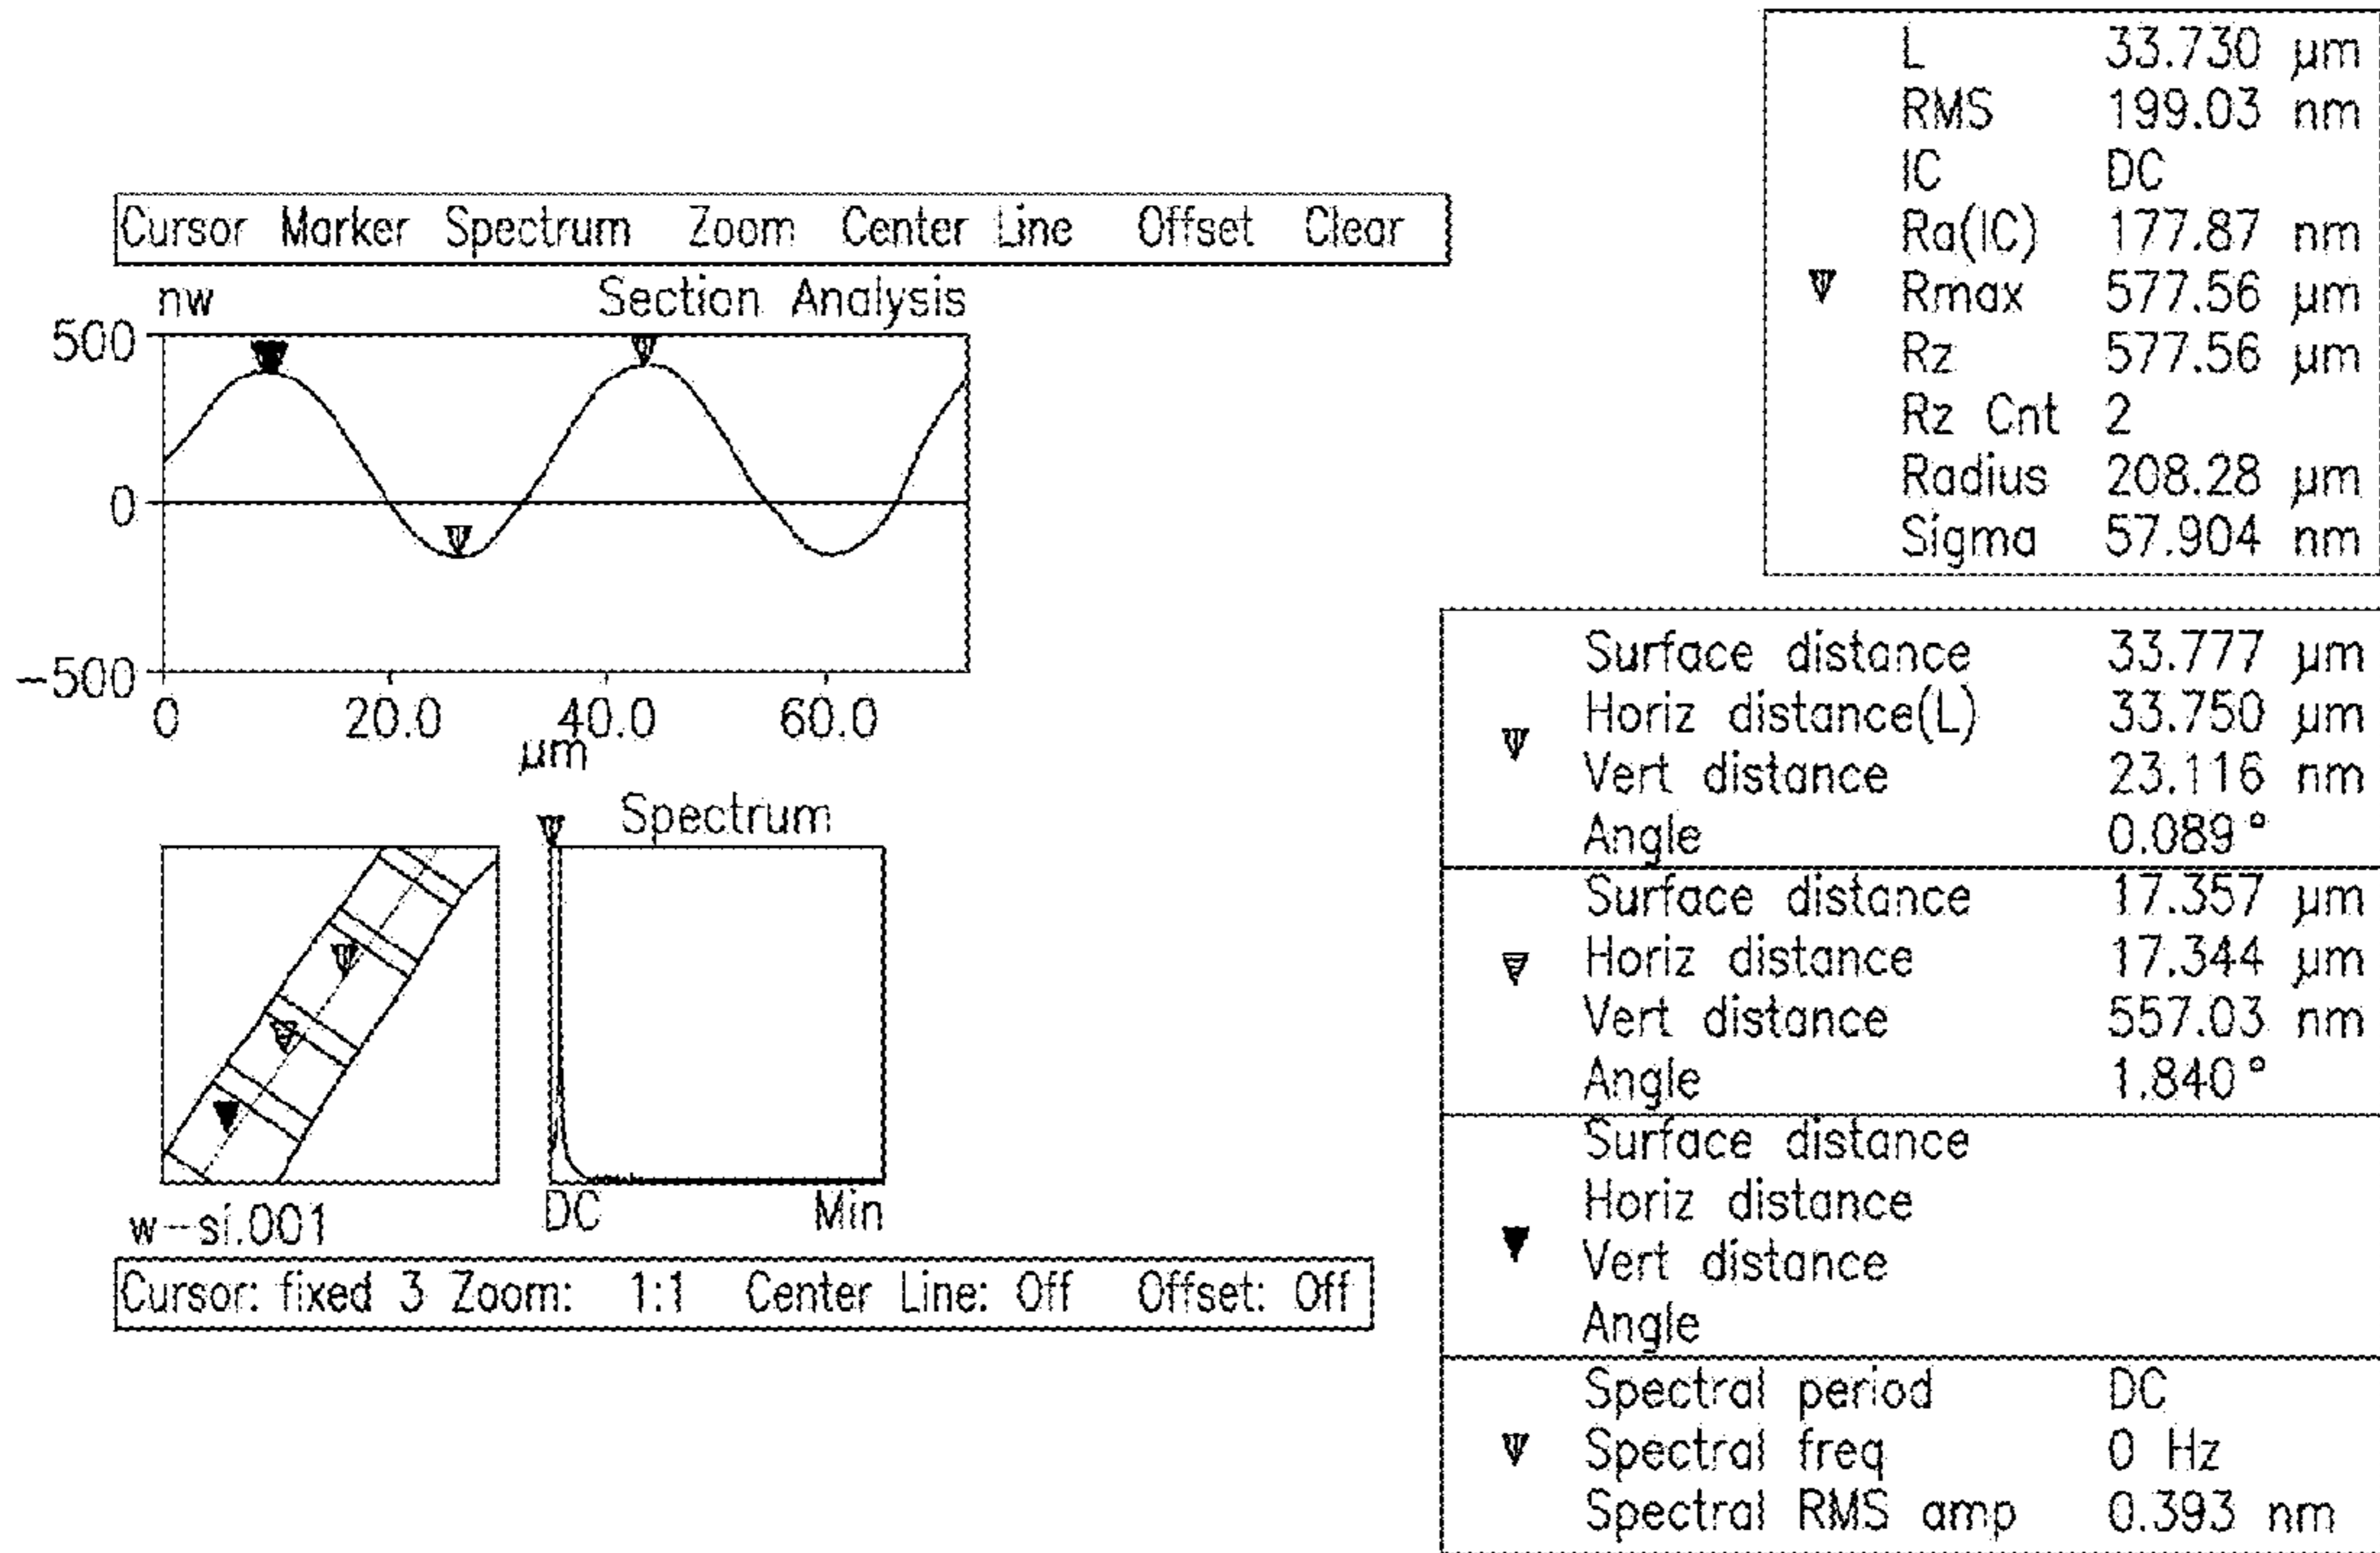 Cursor Marker Spectrum Zoom Center Line Offset Clear
nw Section Analysis
500
0
-500
0 20.0 40.0 60.0
μm
Spectrum
DC Min
w-si.001
Cursor: fixed 3 Zoom: 1:1 Center Line: Off Offset: Off
L 33.730 μm
RMS 199.03 nm
IC DC
Ra(IC) 177.87 nm
Rmax 577.56 μm
Rz 577.56 μm
Rz Cnt 2
Radius 208.28 μm
Sigma 57.904 nm
Surface distance 33.777 μm
Horiz distance(L) 33.750 μm
Vert distance 23.116 nm
Angle 0.089°
Surface distance 17.357 μm
Horiz distance 17.344 μm
Vert distance 557.03 nm
Angle 1.840°
Surface distance
Horiz distance
Vert distance
Angle
Spectral period DC
Spectral freq 0 Hz
Spectral RMS amp 0.393 nm